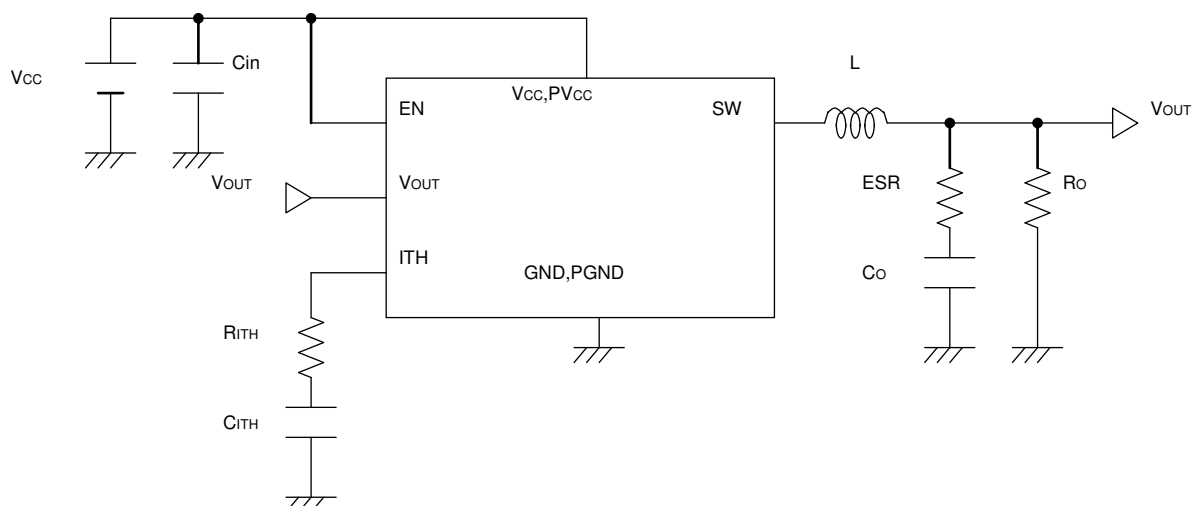 VCC
Cin
EN
VCC,PVCC
SW
L
VOUT
VOUT
VOUT
ESR
RO
ITH
GND,PGND
CO
RITH
CITH